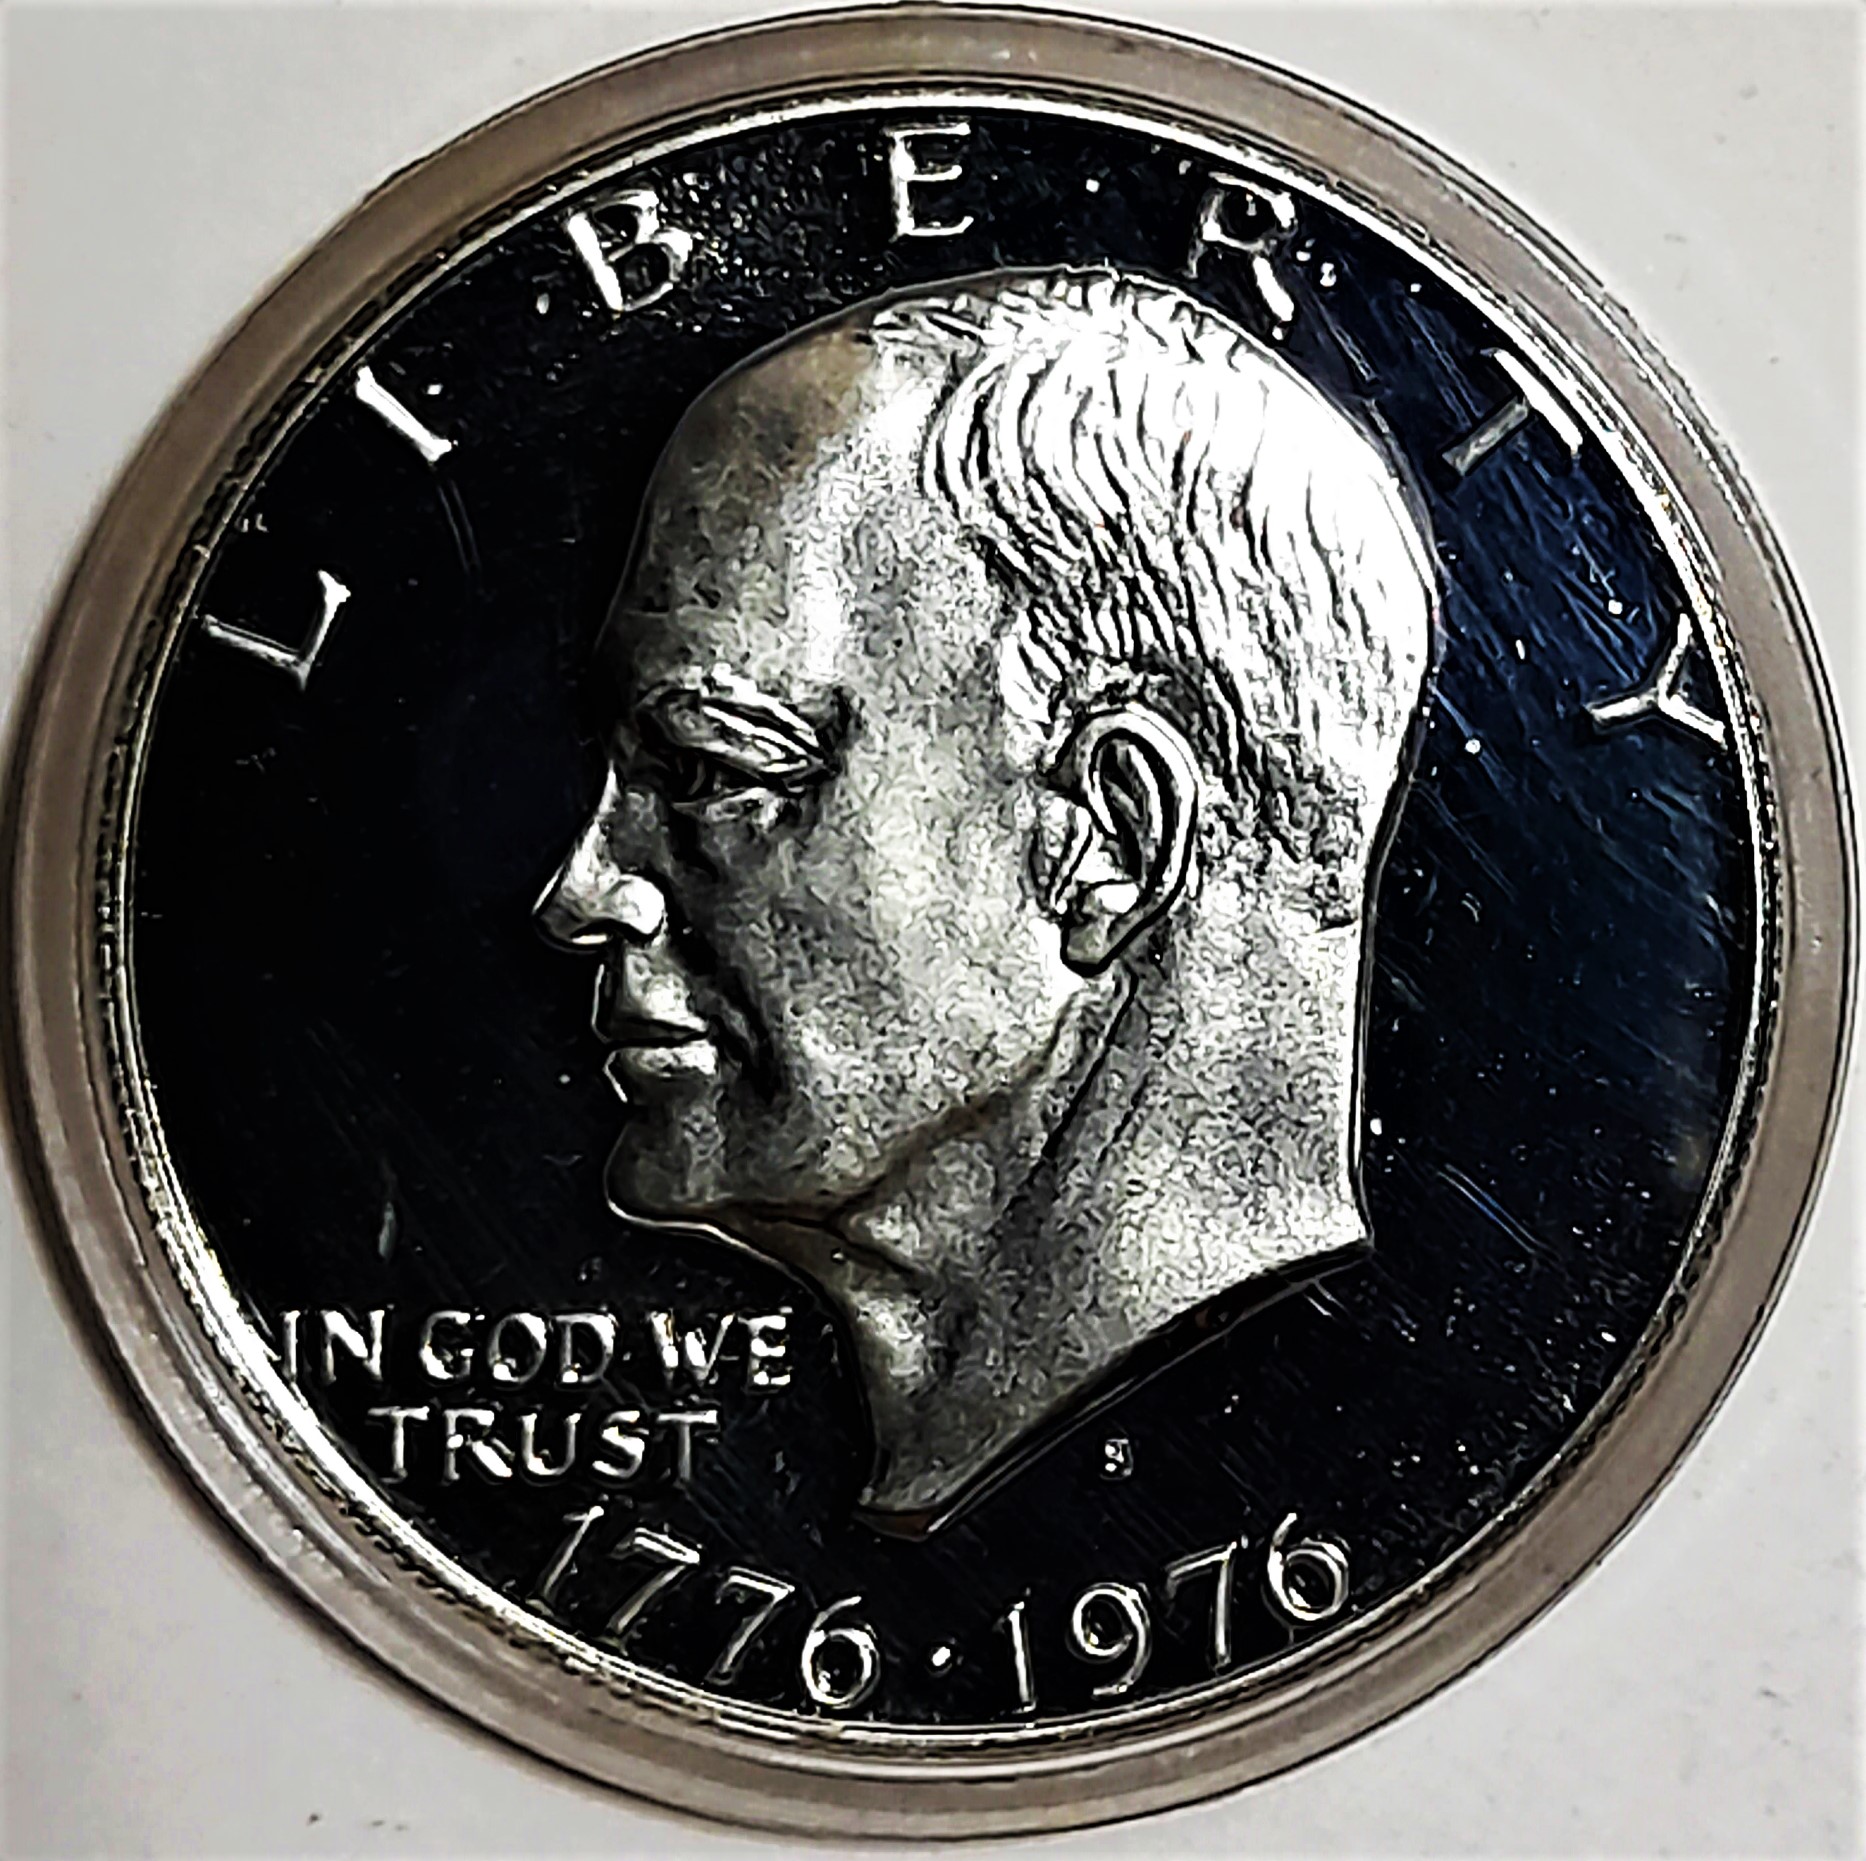 LIBERTY
IN GOD WE
TRUST
S
1776·1976